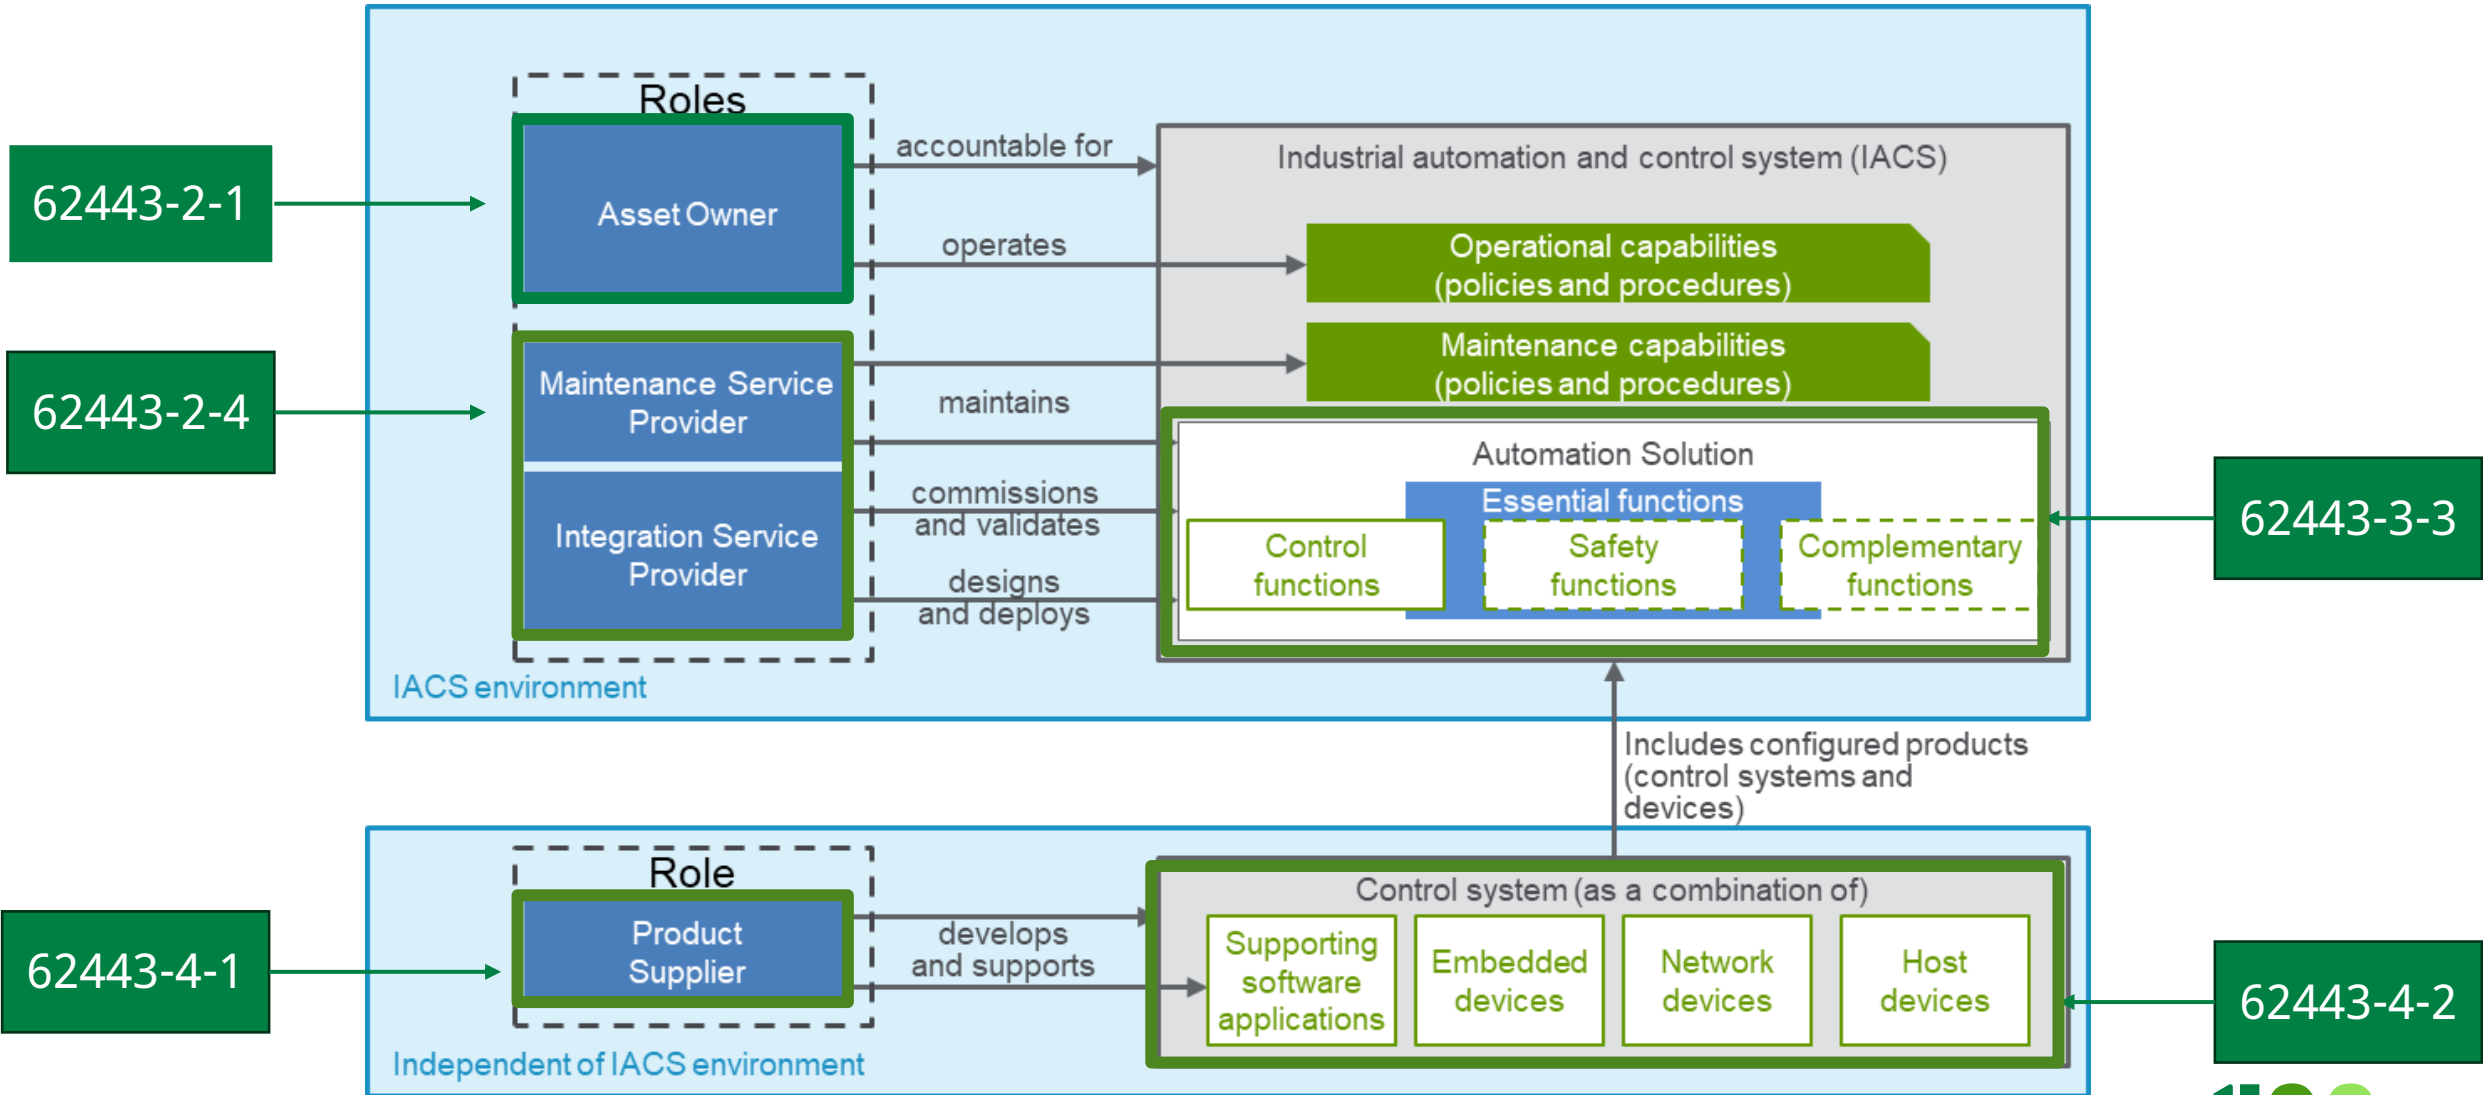 Roles
62443-2-1
Asset Owner
accountable for
operates
Industrial automation and control system (IACS)
Operational capabilities
(policies and procedures)
62443-2-4
Maintenance Service
Provider
maintains
Maintenance capabilities
(policies and procedures)
Integration Service
Provider
commissions
and validates
designs
and deploys
Automation Solution
Essential functions
Control
functions
Safety
functions
Complementary
functions
62443-3-3
IACS environment
Includes configured products
(control systems and
devices)
Role
62443-4-1
Product
Supplier
develops
and supports
Control system (as a combination of)
Supporting
software
applications
Embedded
devices
Network
devices
Host
devices
62443-4-2
Independent of IACS environment